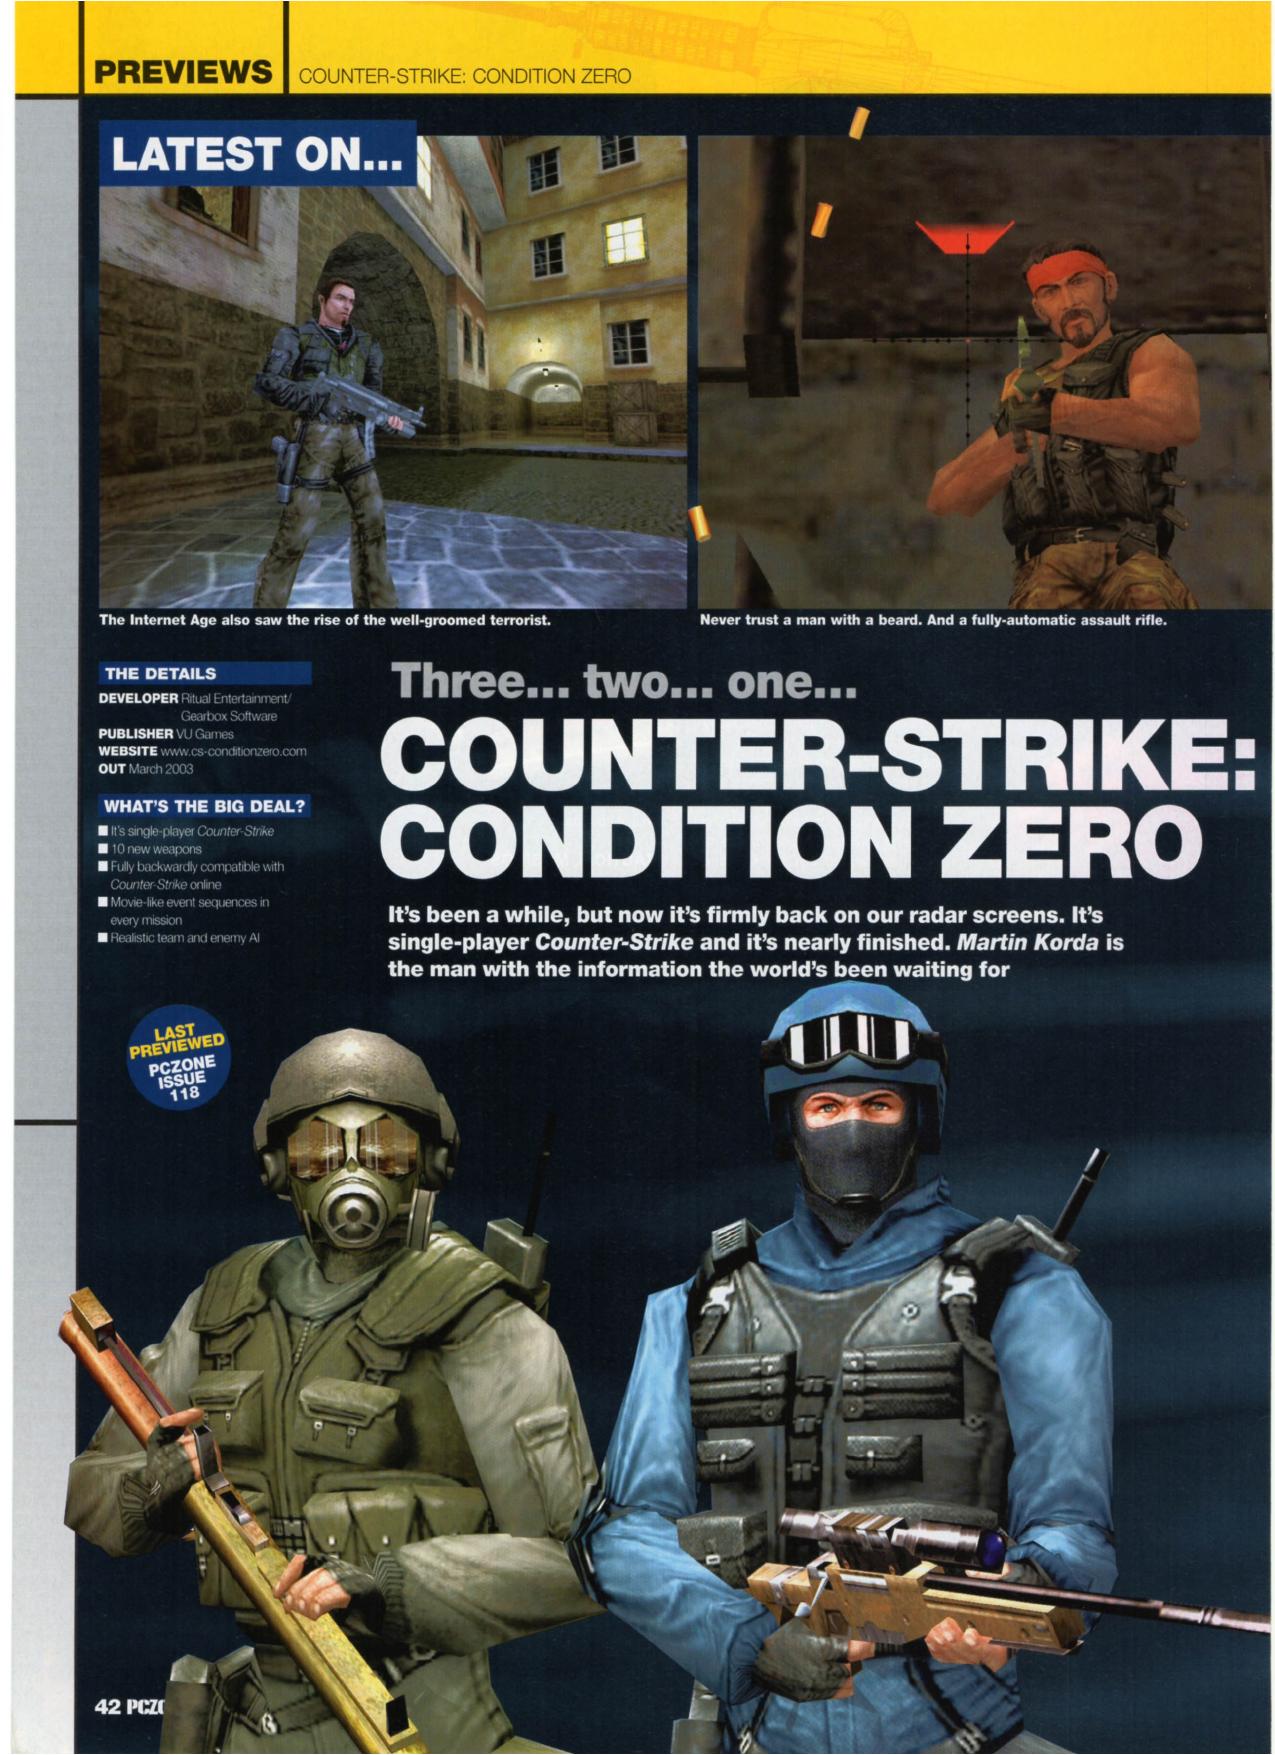 PREVIEWS
COUNTER-STRIKE: CONDITION ZERO
LATEST ON...
The Internet Age also saw the rise of the well-groomed terrorist.
Never trust a man with a beard. And a fully-automatic assault rifle.
THE DETAILS
DEVELOPER Ritual Entertainment/
Gearbox Software
PUBLISHER VU Games
WEBSITE www.cs-conditionzero.com
OUT March 2003
WHAT'S THE BIG DEAL?
It's single-player Counter-Strike
10 new weapons
Fully backwardly compatible with
Counter-Strike online
Movie-like event sequences in
every mission
Realistic team and enemy AI
Three... two... one...
COUNTER-STRIKE:
CONDITION ZERO
It's been a while, but now it's firmly back on our radar screens. It's
single-player Counter-Strike and it's nearly finished. Martin Korda is
the man with the information the world's been waiting for
LAST
PREVIEWED
PCZONE
ISSUE
118
42